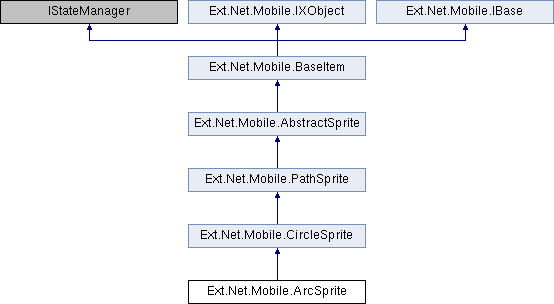 IStateManager
Ext.Net.Mobile.IXObject
Ext.Net.Mobile.IBase
Ext.Net.Mobile.BaseItem
Ext.Net.Mobile.AbstractSprite
Ext.Net.Mobile.PathSprite
Ext.Net.Mobile.CircleSprite
Ext.Net.Mobile.ArcSprite